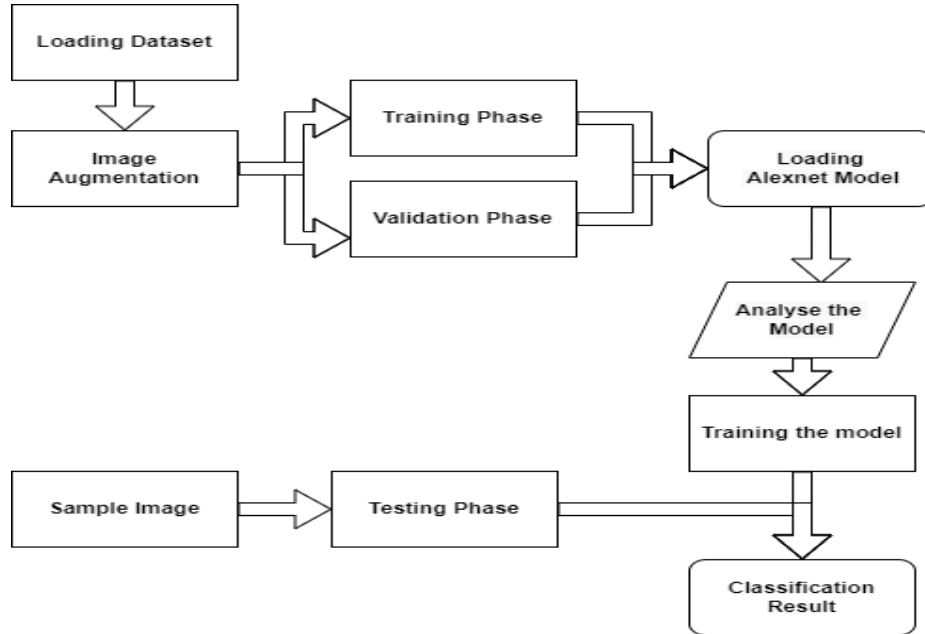 Loading Dataset
Image
Augmentation
Training Phase
Validation Phase
Loading
Alexnet Model
Analyse the
Model
Training the model
Sample Image
Testing Phase
Classification
Result